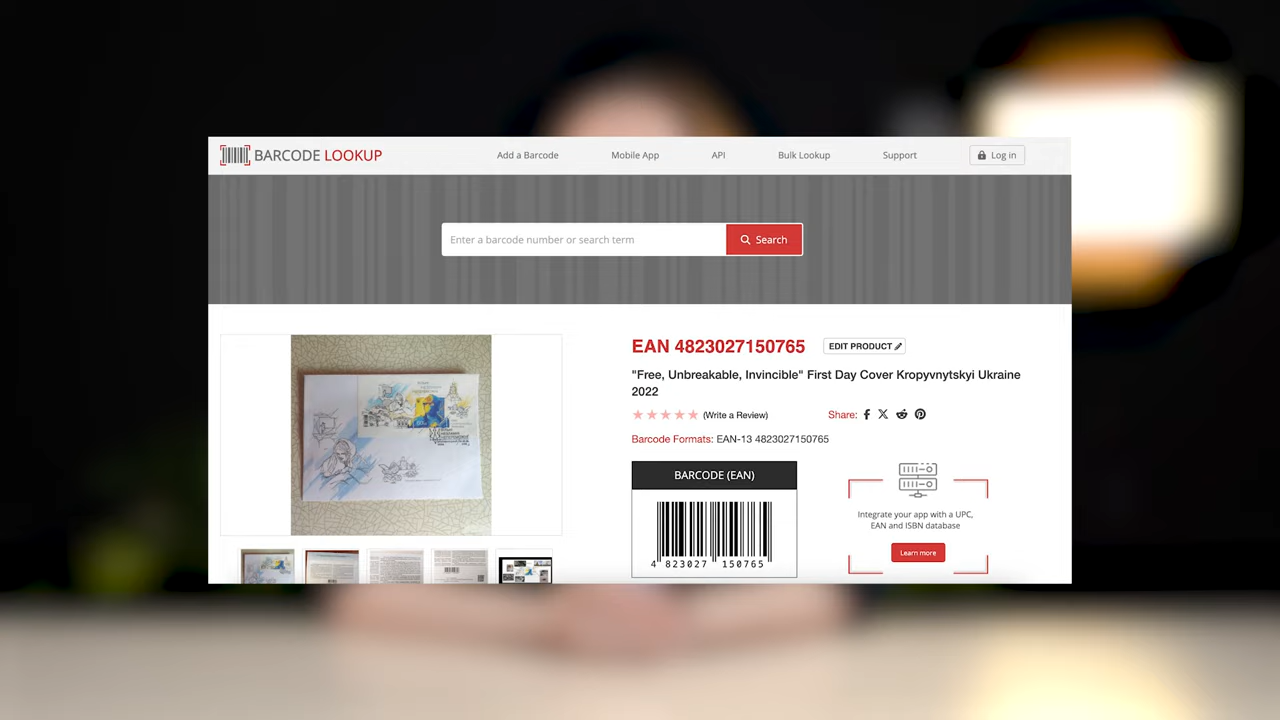 BARCODE LOOKUP
Add a Barcode
Mobile App
API
Bulk Lookup
Support
Log in
Enter a barcode number or search term
Search
EAN 4823027150765
EDIT PRODUCT
"Free, Unbreakable, Invincible" First Day Cover Kropyvnytskyi Ukraine
2022
(Write a Review)
Share:
Barcode Formats: EAN-13 4823027150765
BARCODE (EAN)
4 823027 150765
Integrate your app with a UPC,
EAN and ISBN database
Learn more